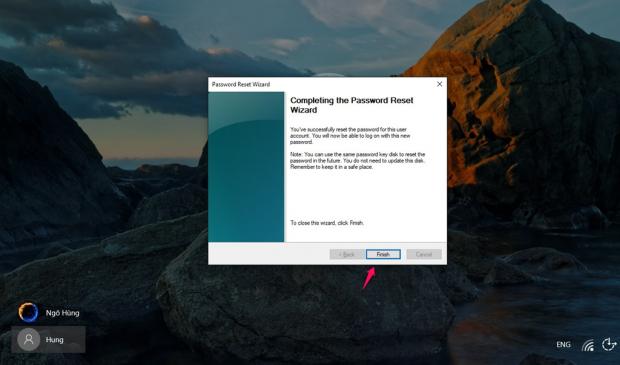 Password Reset Wizard
Completing the Password Reset
Wizard
You've successfully reset the password for this user
account. You will now be able to log on with this new
password.
Note: You can use the same password key disk to reset the
password in the future. You do not need to update this disk.
Remember to keep it in a safe place.
To close this wizard, click Finish.
< Back
Finish
Cancel
Ngô Hùng
Hung
ENG